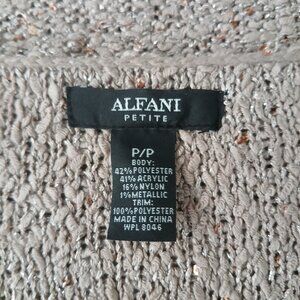 ALFANI
PETITE
P/P
BODY:
42% POLYESTER
41% ACRYLIC
16% NYLON
1% METALLIC
TRIM:
100% POLYESTER
MADE IN CHINA
WPL 8046